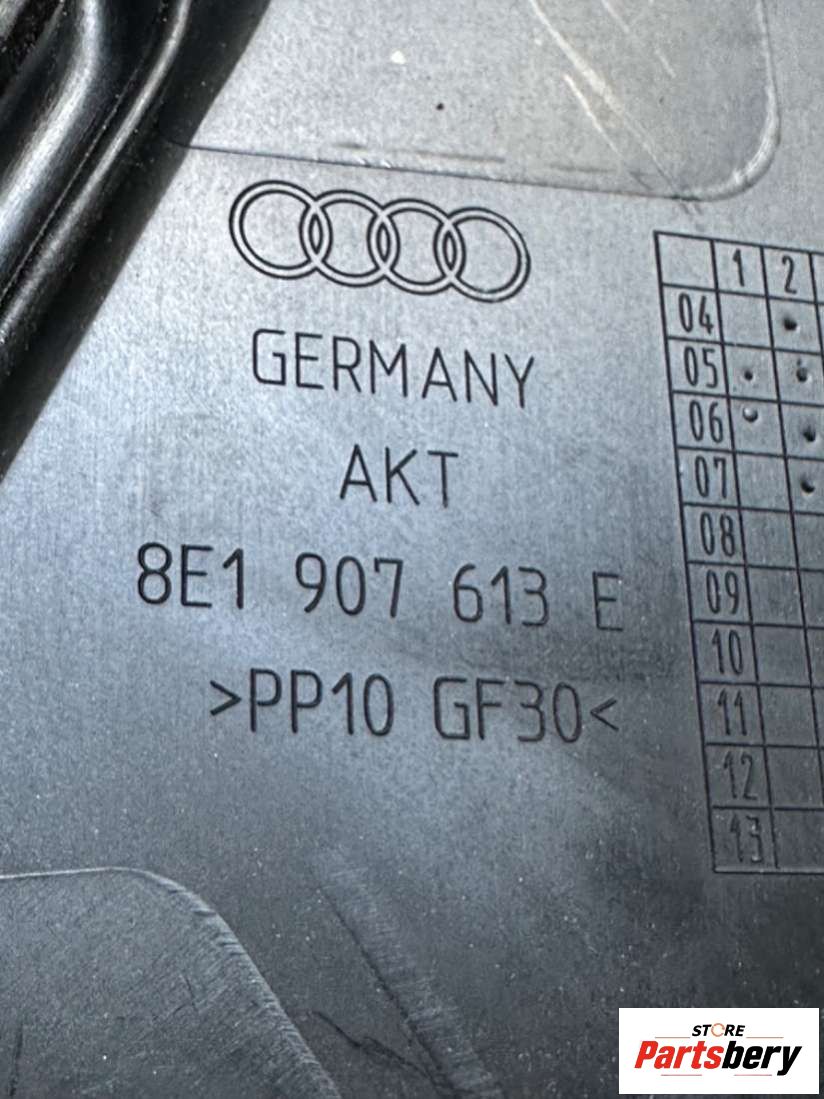 GERMANY
AKT
8E1 907 613 E
>PP10 GF30<
1 2
04
05
06
07
08
09
10
11
12
13
STORE
Partsbery